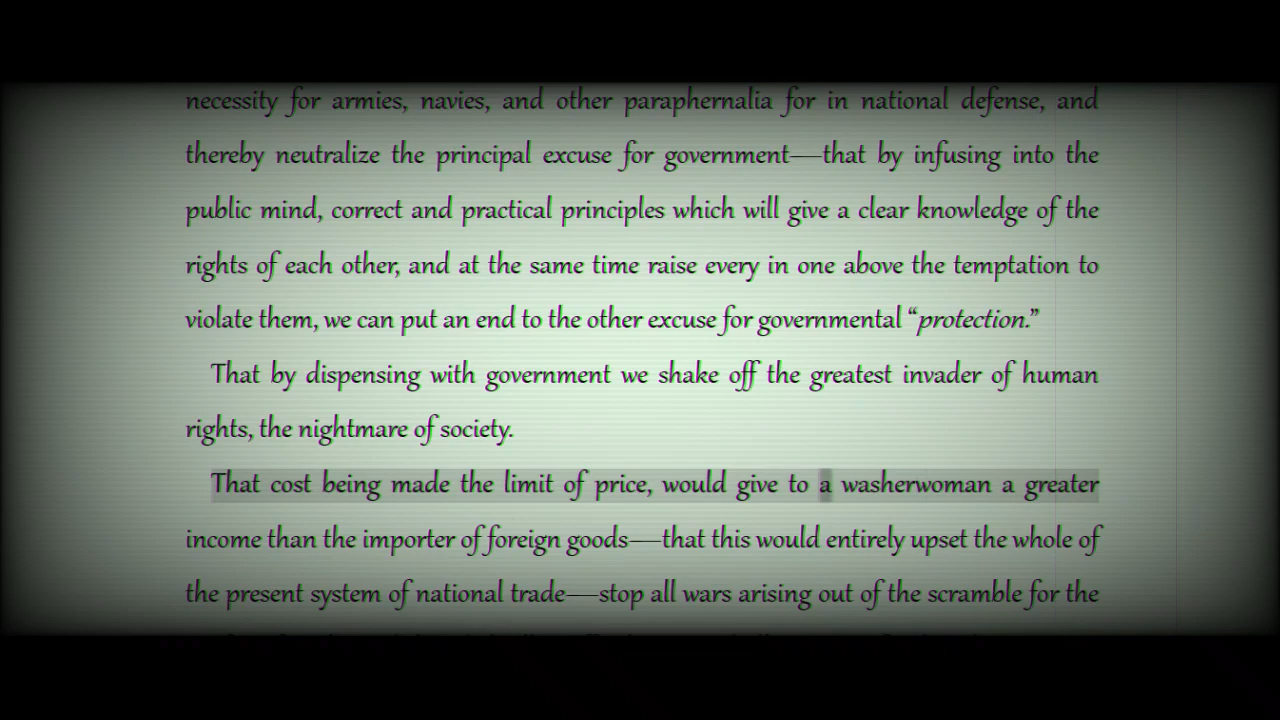 necessity for armies, navies, and other paraphernalia for in national defense, and
thereby neutralize the principal excuse for government—that by infusing into the
public mind, correct and practical principles which will give a clear knowledge of the
rights of each other, and at the same time raise every in one above the temptation to
violate them, we can put an end to the other excuse for governmental “protection.”
That by dispensing with government we shake off the greatest invader of human
rights, the nightmare of society.
That cost being made the limit of price, would give to a washerwoman a greater
income than the importer of foreign goods—that this would entirely upset the whole of
the present system of national trade—stop all wars arising out of the scramble for the